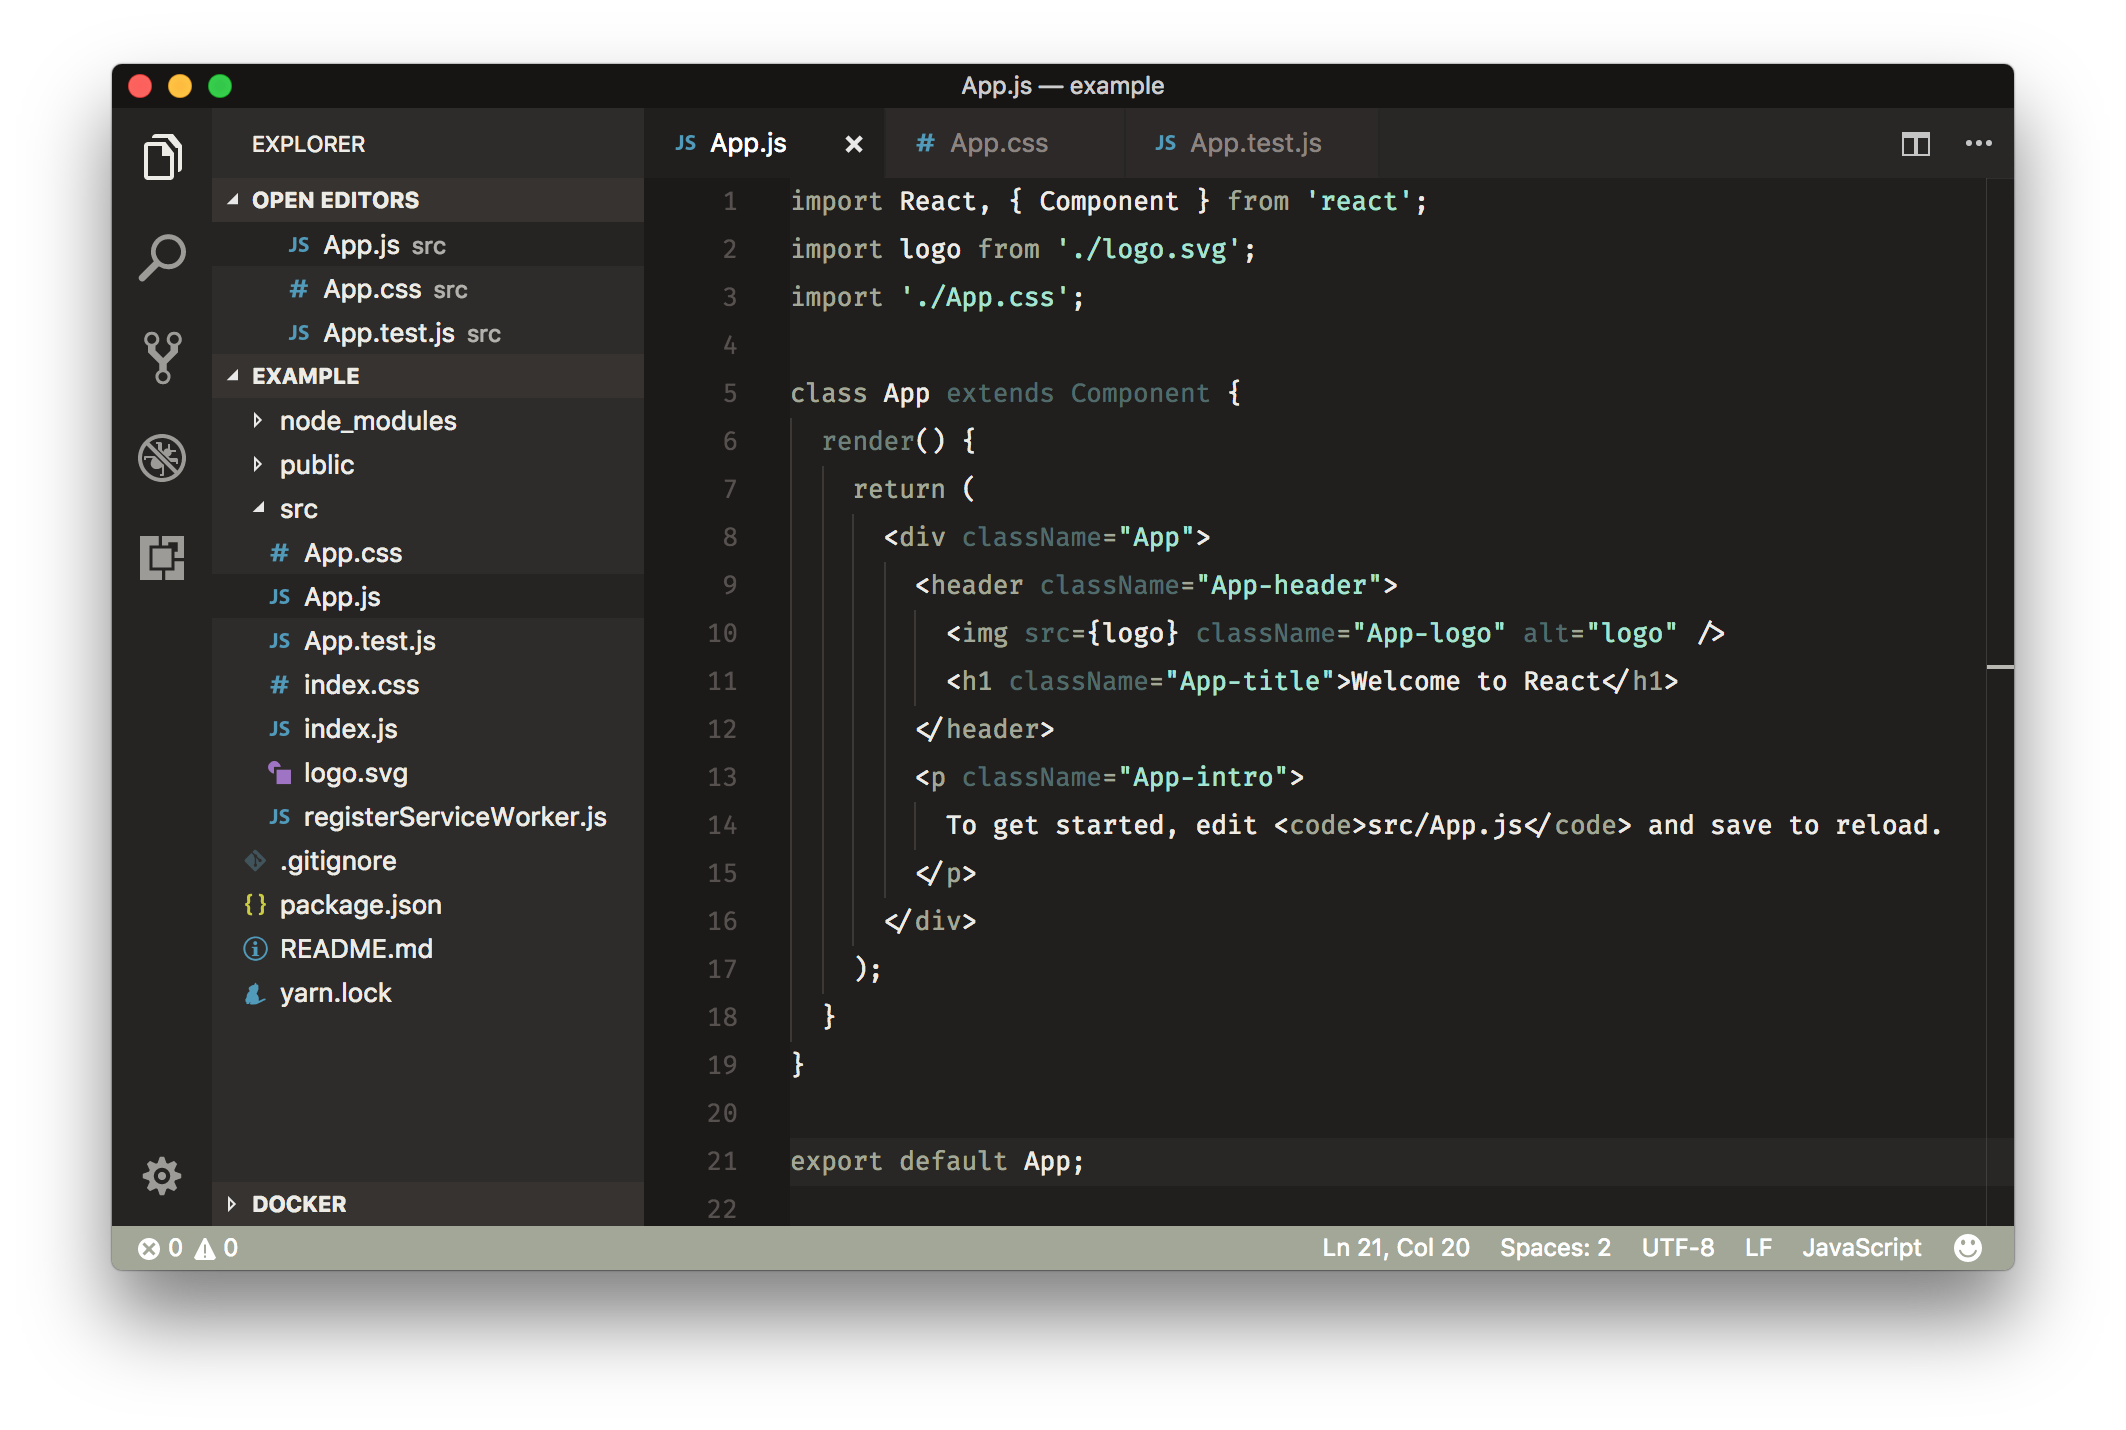 App.js — example
EXPLORER
OPEN EDITORS
JS App.js src
# App.css src
JS App.test.js src
EXAMPLE
node_modules
public
src
# App.css
JS App.js
JS App.test.js
# index.css
JS index.js
logo.svg
JS registerServiceWorker.js
.gitignore
{} package.json
README.md
yarn.lock
DOCKER
JS App.js
# App.css
JS App.test.js
1 import React, { Component } from 'react';
2 import logo from './logo.svg';
3 import './App.css';
4
5 class App extends Component {
6 render() {
7 return (
8 <div className="App">
9 <header className="App-header">
10 <img src={logo} className="App-logo" alt="logo" />
11 <h1 className="App-title">Welcome to React</h1>
12 </header>
13 <p className="App-intro">
14 To get started, edit <code>src/App.js</code> and save to reload.
15 </p>
16 </div>
17 );
18 }
19 }
20
21 export default App;
22
0 0
Ln 21, Col 20 Spaces: 2 UTF-8 LF JavaScript